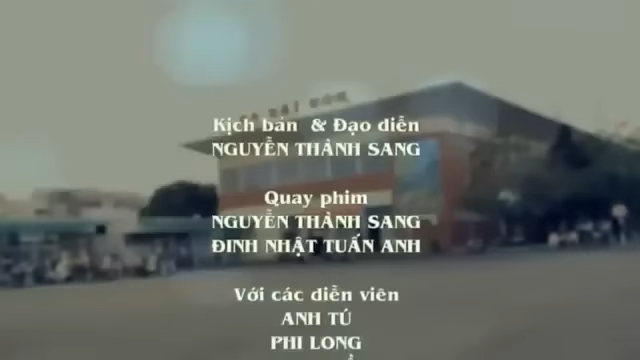 Kịch bản & Đạo diễn
NGUYỄN THÀNH SANG
Quay phim
NGUYỄN THÀNH SANG
ĐINH NHẬT TUẤN ANH
Với các diễn viên
ANH TÚ
PHI LONG